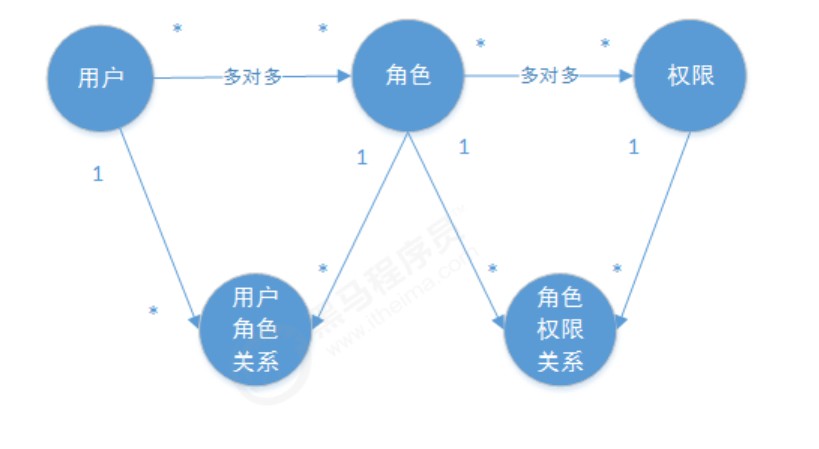 * * * *
用户 多对多 角色 多对多 权限
1 1 1 1
* * * *
用户
角色
关系
角色
权限
关系
黑马程序员
www.itheima.com